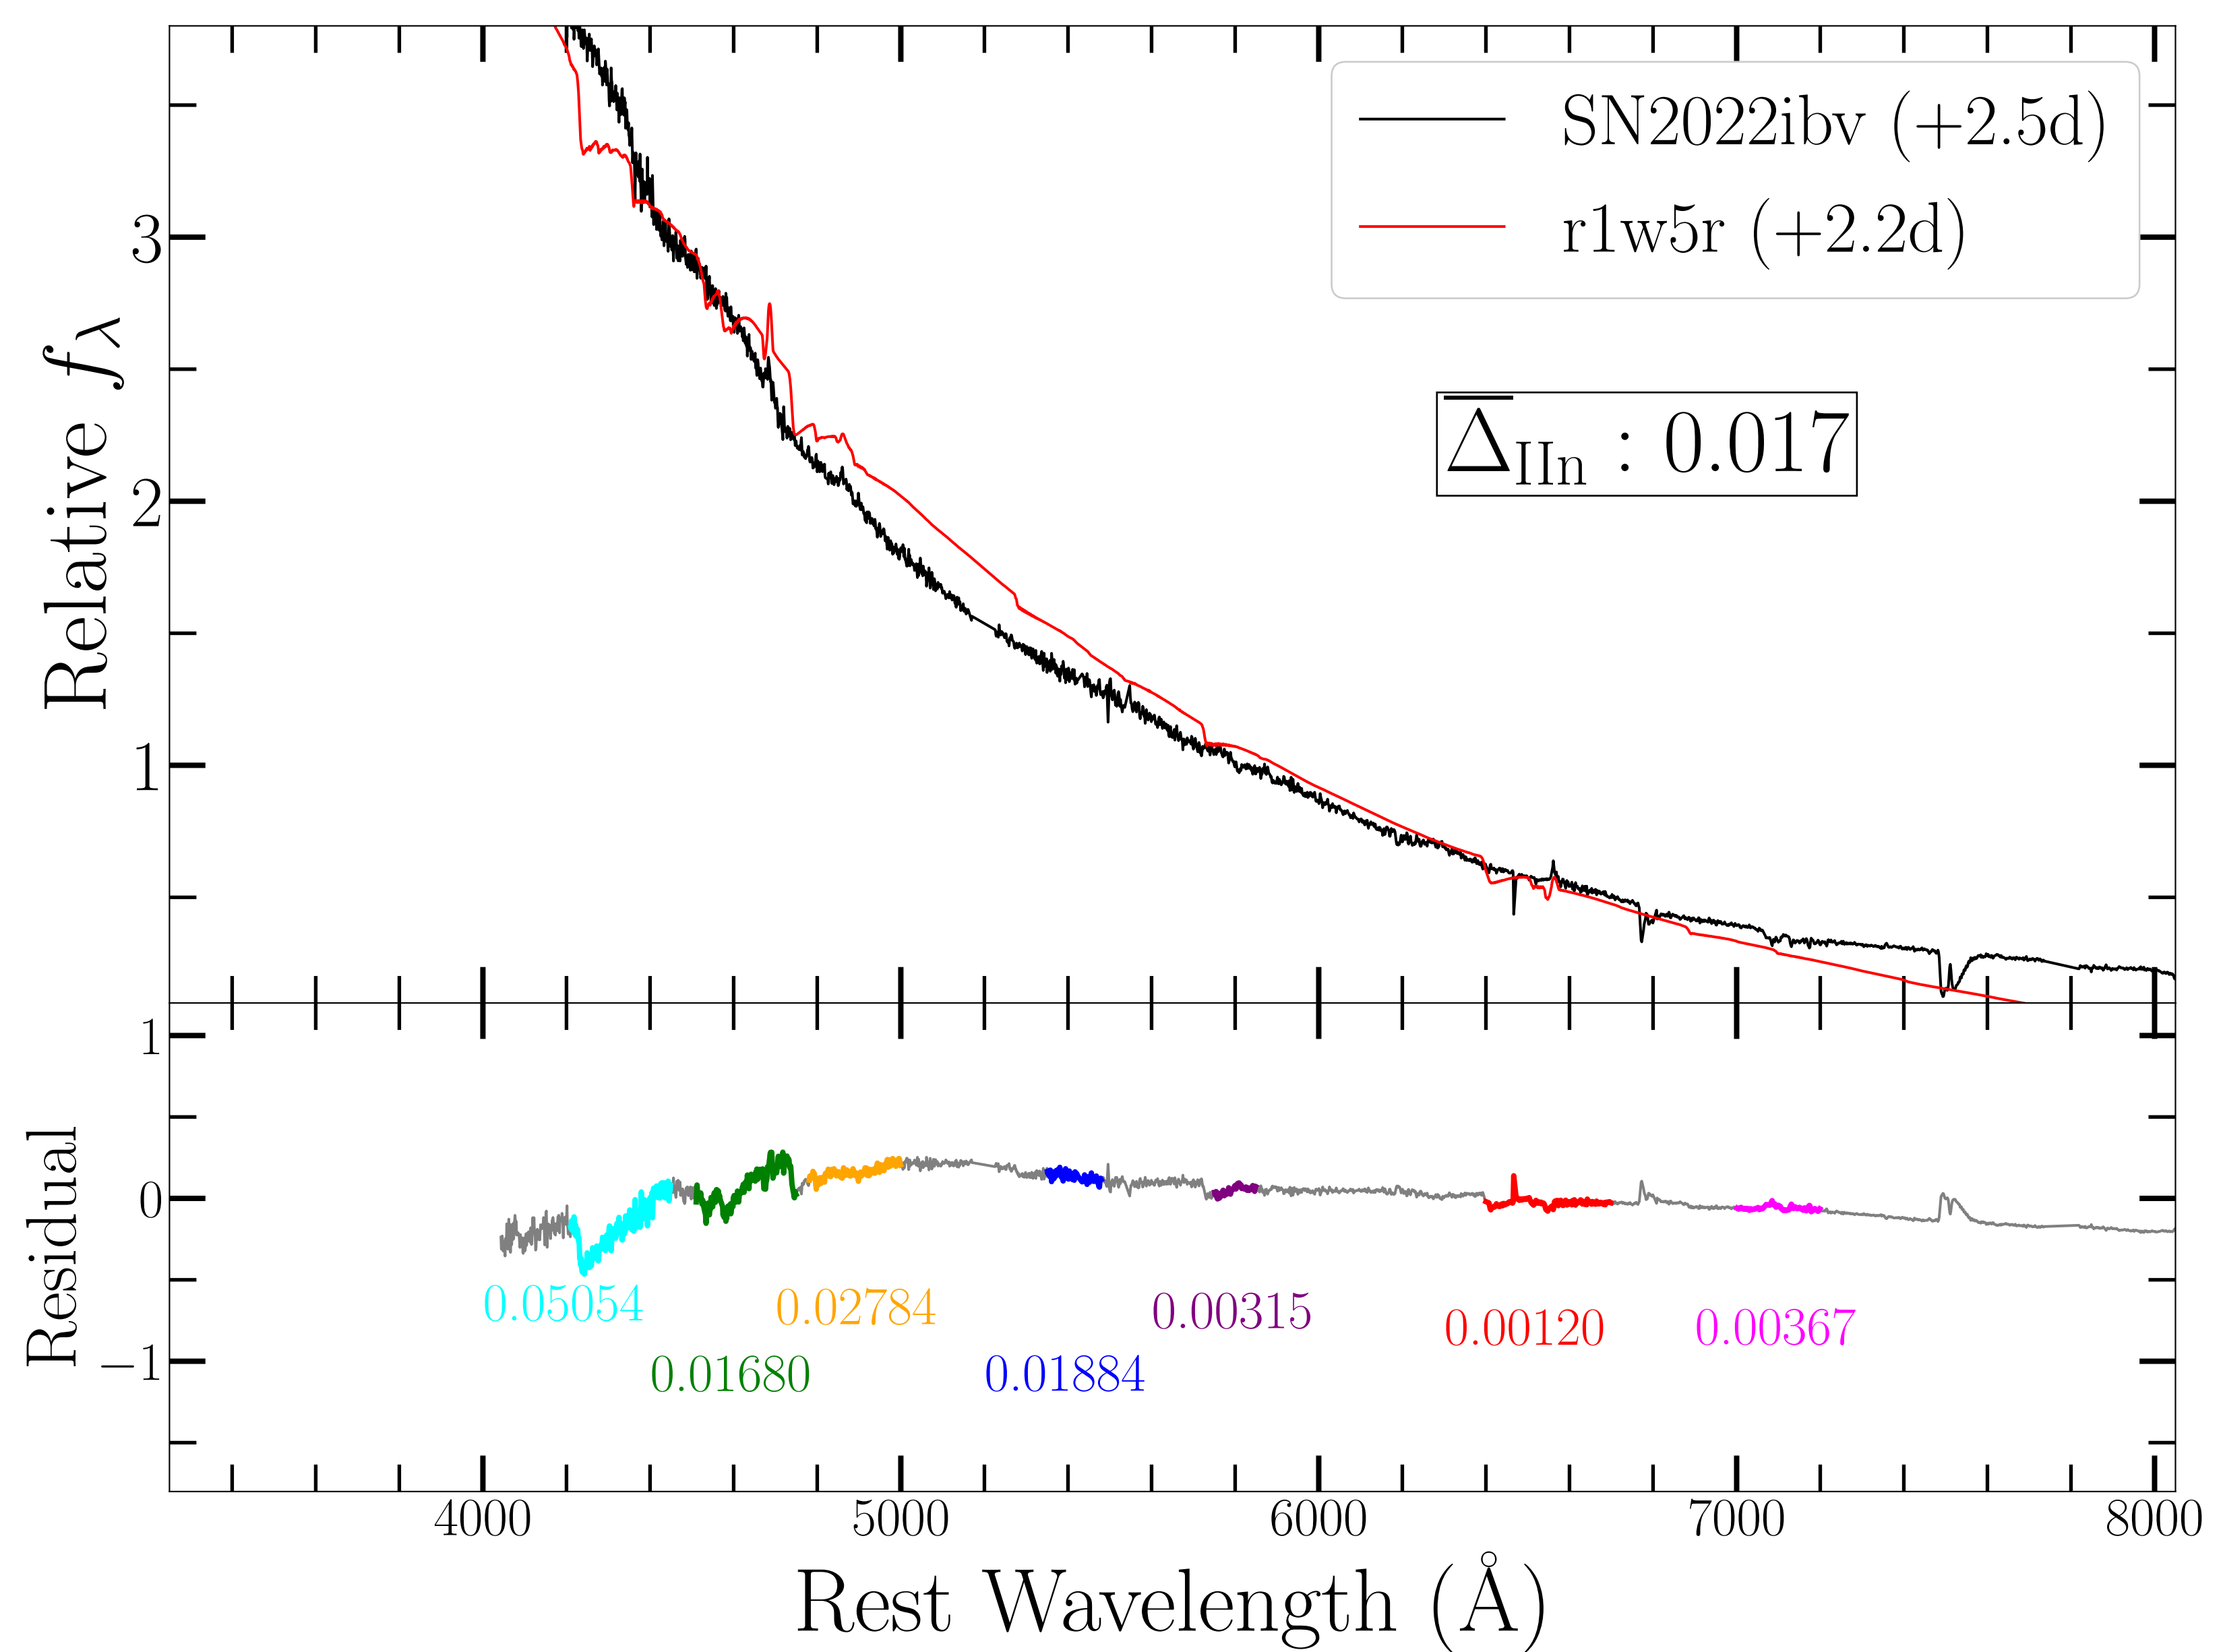 SN2022ibv (+2.5d)
r1w5r (+2.2d)
Δ̅IIn : 0.017
Relative fλ
3
2
1
Residual
1
0
−1
0.05054
0.02784
0.00315
0.00120
0.00367
0.01680
0.01884
4000 5000 6000 7000 8000
Rest Wavelength (Å)